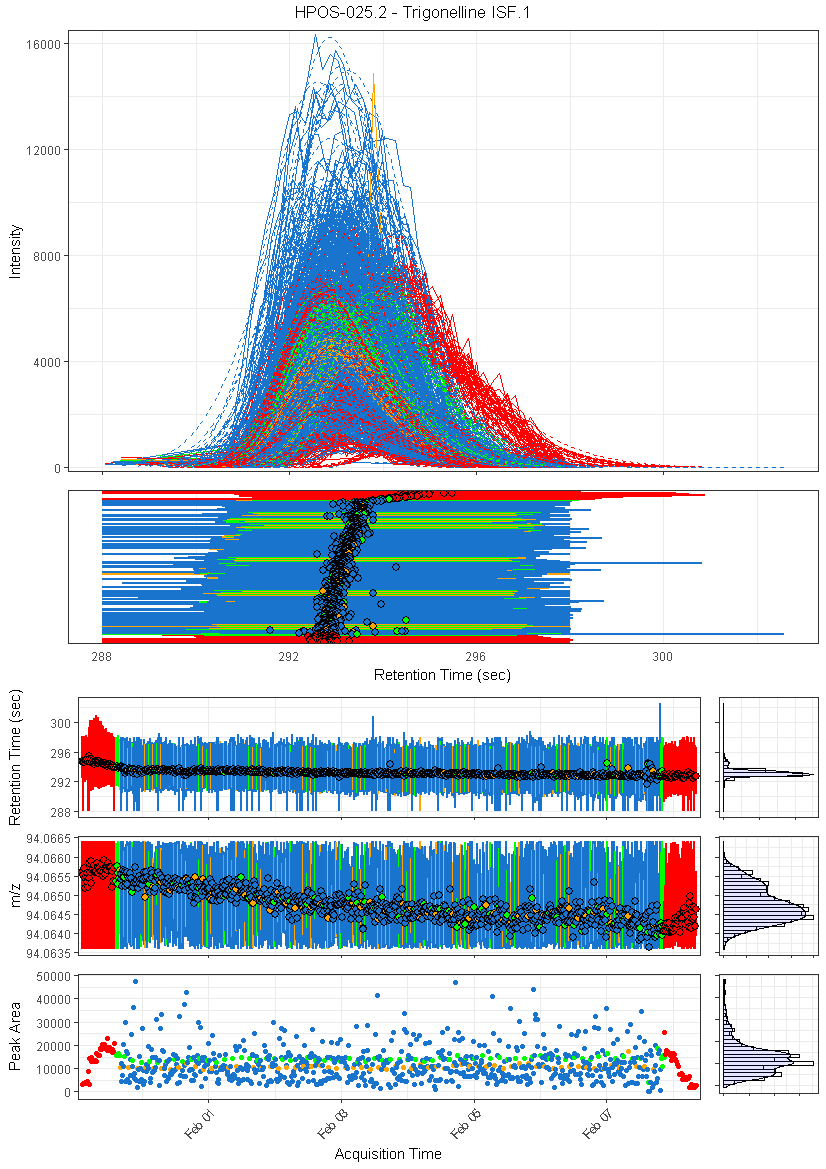 HPOS-025.2 - Trigonelline ISF.1
Intensity
16000
12000
8000
4000
0
288 292 296 300
Retention Time (sec)
Retention Time (sec)
300
296
292
288
m/z
94.0665
94.0660
94.0655
94.0650
94.0645
94.0640
94.0635
Peak Area
50000
40000
30000
20000
10000
0
Feb 01 Feb 03 Feb 05 Feb 07
Acquisition Time